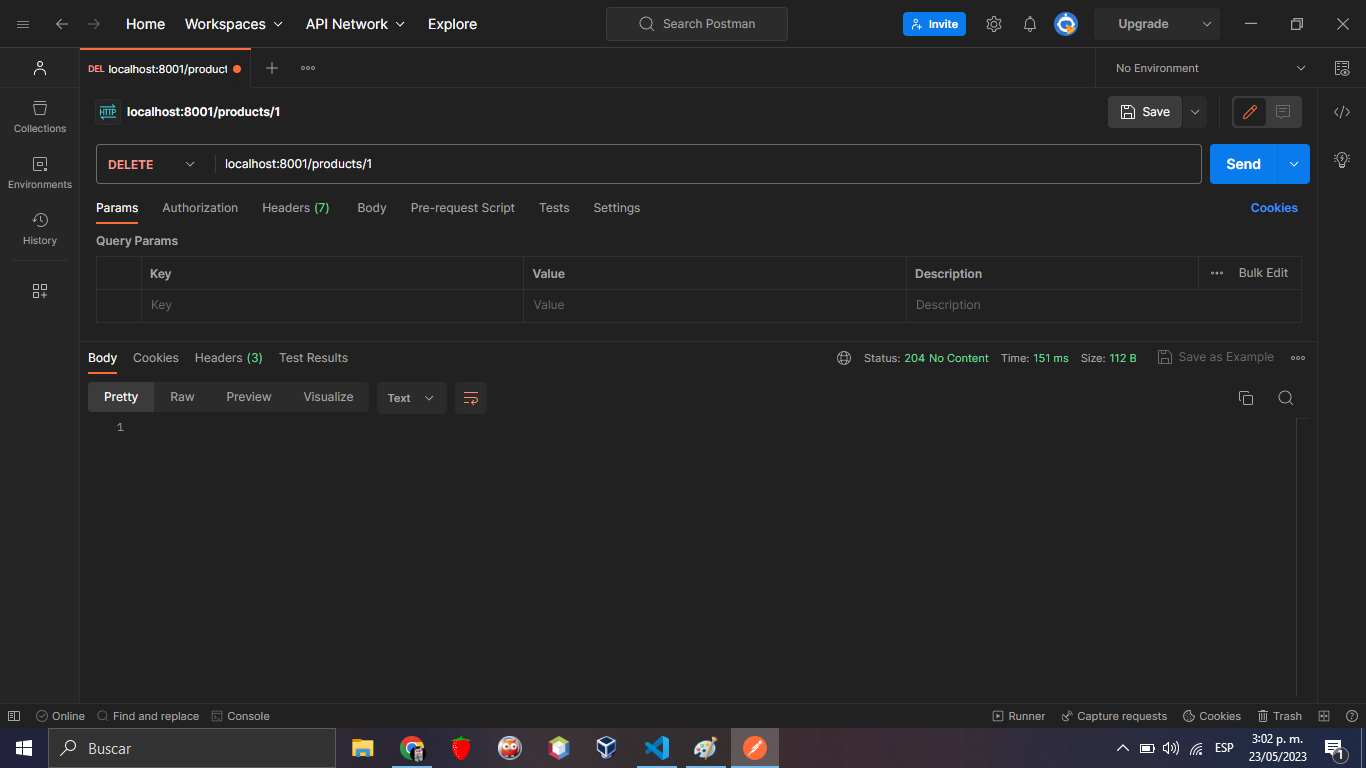 Home Workspaces API Network Explore Search Postman Invite Upgrade
DEL localhost:8001/product No Environment
HTTP localhost:8001/products/1 Save
Collections
DELETE localhost:8001/products/1 Send
Environments
Params Authorization Headers (7) Body Pre-request Script Tests Settings Cookies
History
Query Params
Key Value Description Bulk Edit
Key Value Description
Body Cookies Headers (3) Test Results Status: 204 No Content Time: 151 ms Size: 112 B Save as Example
Pretty Raw Preview Visualize Text
1
Online Find and replace Console Runner Capture requests Cookies Trash
Buscar ESP 3:02 p. m.
23/05/2023 1